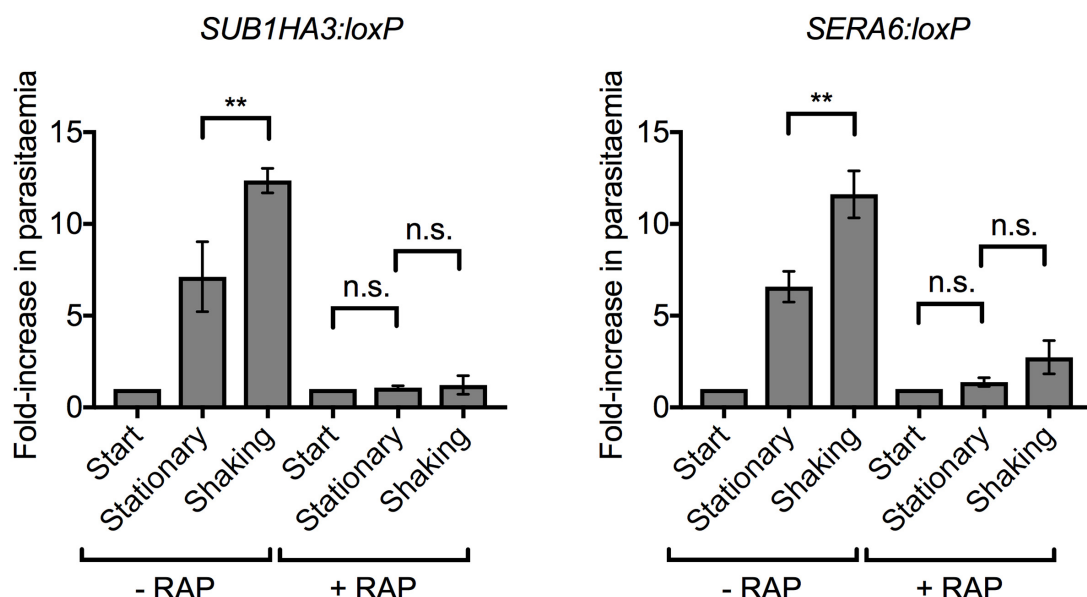 SUB1HA3:loxP
Fold-increase in parasitaemia
15
10
5
0
**
n.s.
n.s.
Start
Stationary
Shaking
Start
Stationary
Shaking
- RAP
+ RAP
SERA6:loxP
Fold-increase in parasitaemia
15
10
5
0
**
n.s.
n.s.
Start
Stationary
Shaking
Start
Stationary
Shaking
- RAP
+ RAP